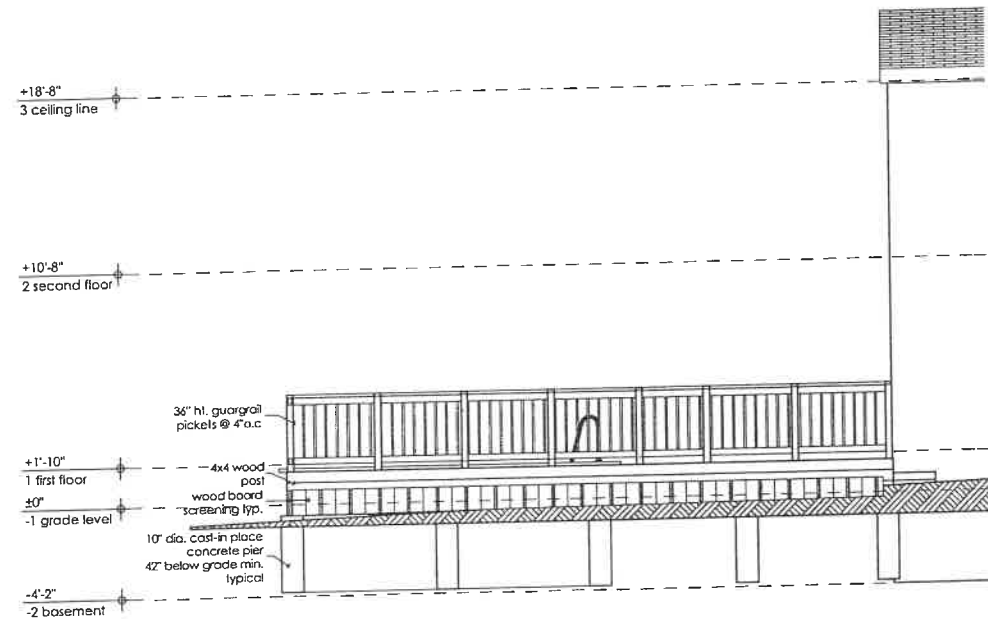 +18'-8"
3 ceiling line
+10'-8"
2 second floor
36" ht. guargrail
pickels @ 4"o.c
+1'-10"
1 first floor
4x4 wood
post
±0"
-1 grade level
wood board
screening typ.
10" dia. cast-in place
concrete pier
42" below grade min.
typical
-4'-2"
-2 basement